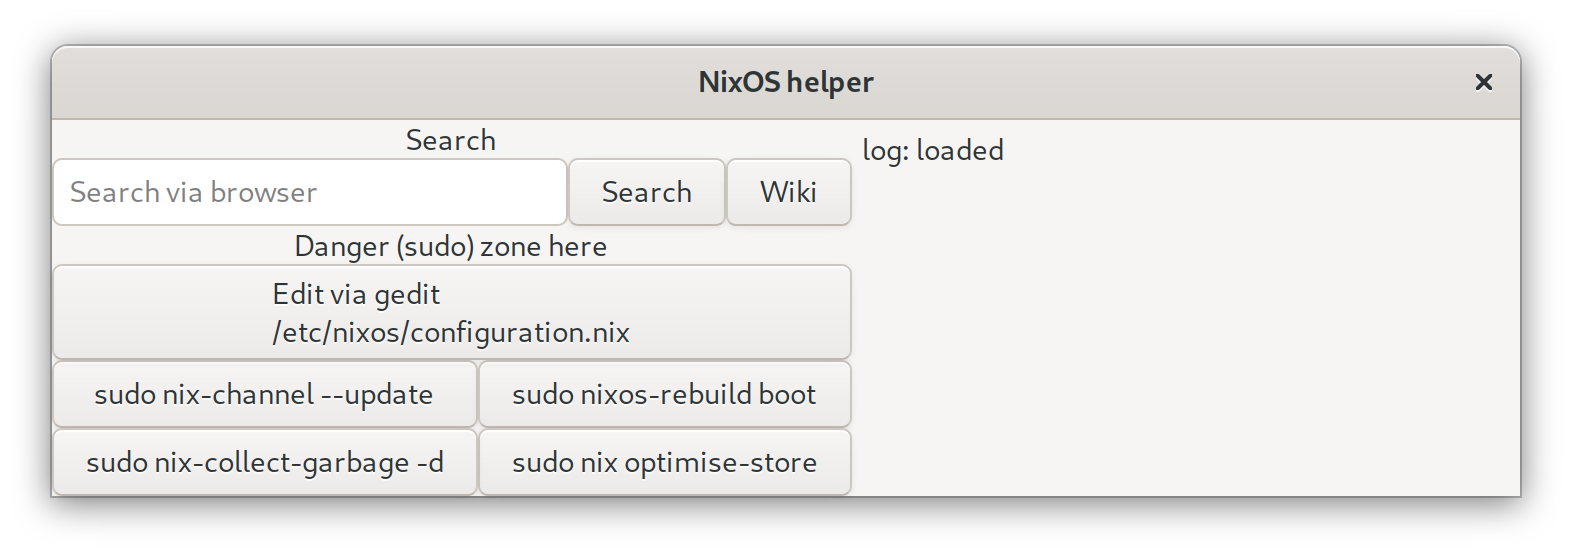 NixOS helper
Search
log: loaded
Search via browser
Search
Wiki
Danger (sudo) zone here
Edit via gedit
/etc/nixos/configuration.nix
sudo nix-channel --update
sudo nixos-rebuild boot
sudo nix-collect-garbage -d
sudo nix optimise-store